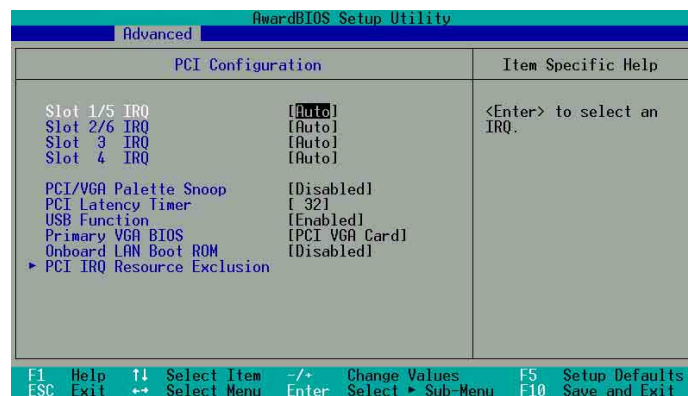 AwardBIOS Setup Utility
Advanced
PCI Configuration
Item Specific Help
Slot 1/5 IRQ [Auto]
Slot 2/6 IRQ [Auto]
Slot 3 IRQ [Auto]
Slot 4 IRQ [Auto]
PCI/VGA Palette Snoop [Disabled]
PCI Latency Timer [ 32]
USB Function [Enabled]
Primary VGA BIOS [PCI VGA Card]
Onboard LAN Boot ROM [Disabled]
► PCI IRQ Resource Exclusion
<Enter> to select an
IRQ.
F1 Help ↑↓ Select Item -/+ Change Values F5 Setup Defaults
ESC Exit ←→ Select Menu Enter Select ► Sub-Menu F10 Save and Exit